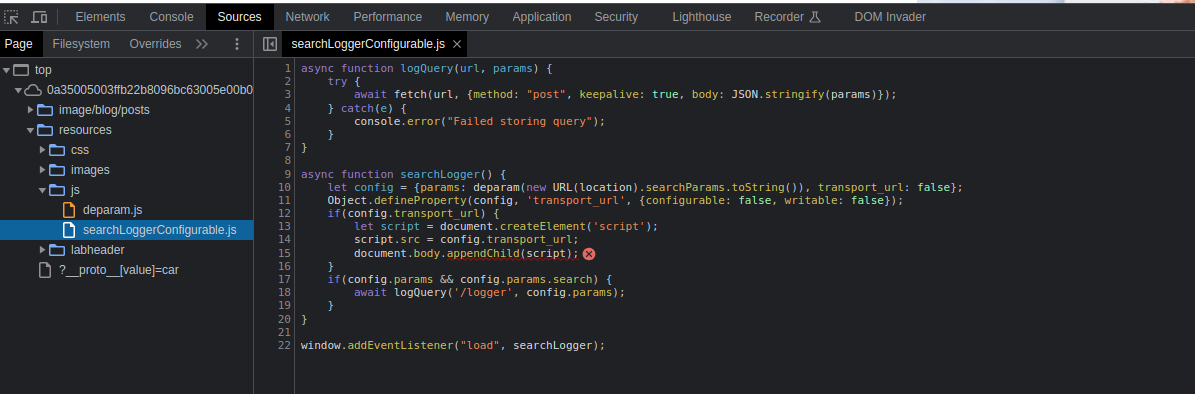 Elements Console Sources Network Performance Memory Application Security Lighthouse Recorder DOM Invader
Page Filesystem Overrides >> searchLoggerConfigurable.js ×
top
0a35005003ffb22b8096bc63005e00b0
image/blog/posts
resources
css
images
js
deparam.js
searchLoggerConfigurable.js
labheader
?__proto__[value]=car
1 async function logQuery(url, params) {
2 try {
3 await fetch(url, {method: "post", keepalive: true, body: JSON.stringify(params)});
4 } catch(e) {
5 console.error("Failed storing query");
6 }
7 }
8
9 async function searchLogger() {
10 let config = {params: deparam(new URL(location).searchParams.toString()), transport_url: false};
11 Object.defineProperty(config, 'transport_url', {configurable: false, writable: false});
12 if(config.transport_url) {
13 let script = document.createElement('script');
14 script.src = config.transport_url;
15 document.body.appendChild(script);
16 }
17 if(config.params && config.params.search) {
18 await logQuery('/logger', config.params);
19 }
20 }
21
22 window.addEventListener("load", searchLogger);